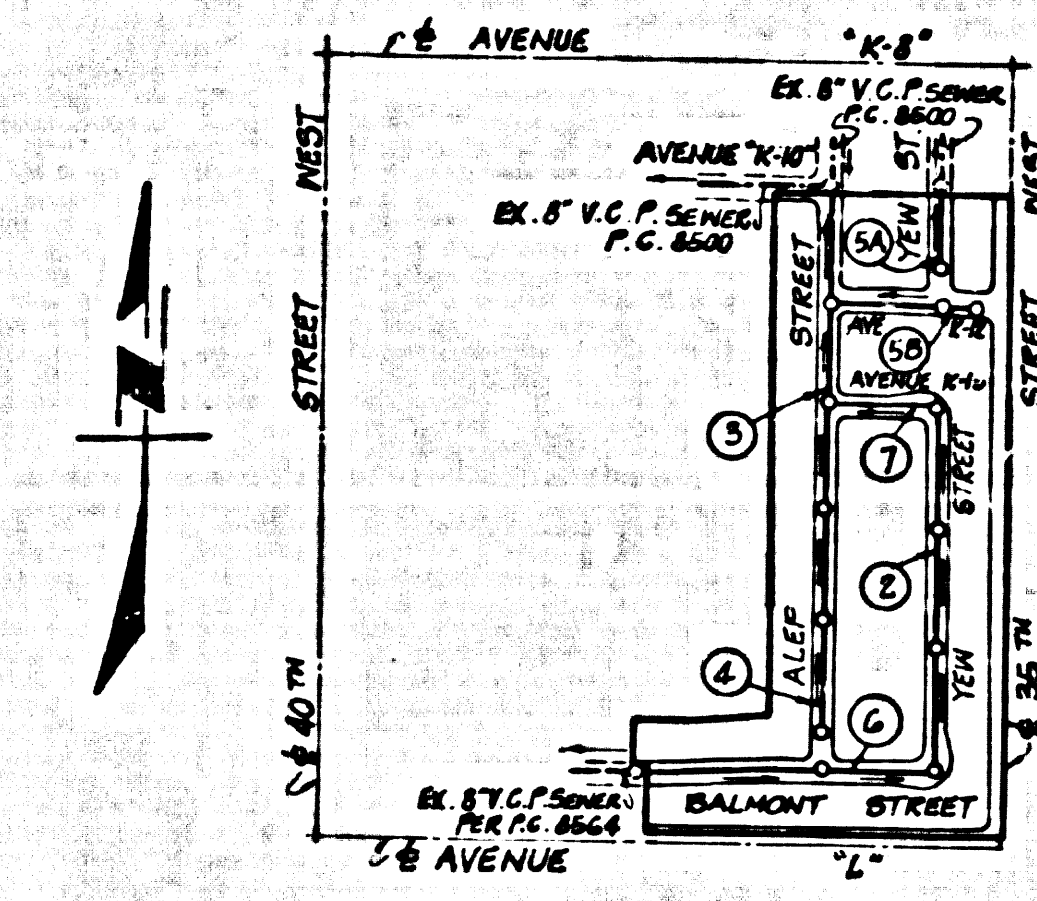 ℄ AVENUE "K-8"
EX. 8" V.C.P. SEWER
P.C. 8500
AVENUE "K-10"
EX. 8" V.C.P. SEWER
P.C. 8500
STREET WEST
℄ 40TH
STREET
ALEP
YEW ST.
5A
AVE K-12
5B
AVENUE
3
7
STREET
2
YEW
4
6
STREET WEST
℄ 35TH
EX. 8" V.C.P. SEWER
PER P.C. 8564
BALMONT STREET
℄ AVENUE "L"
N